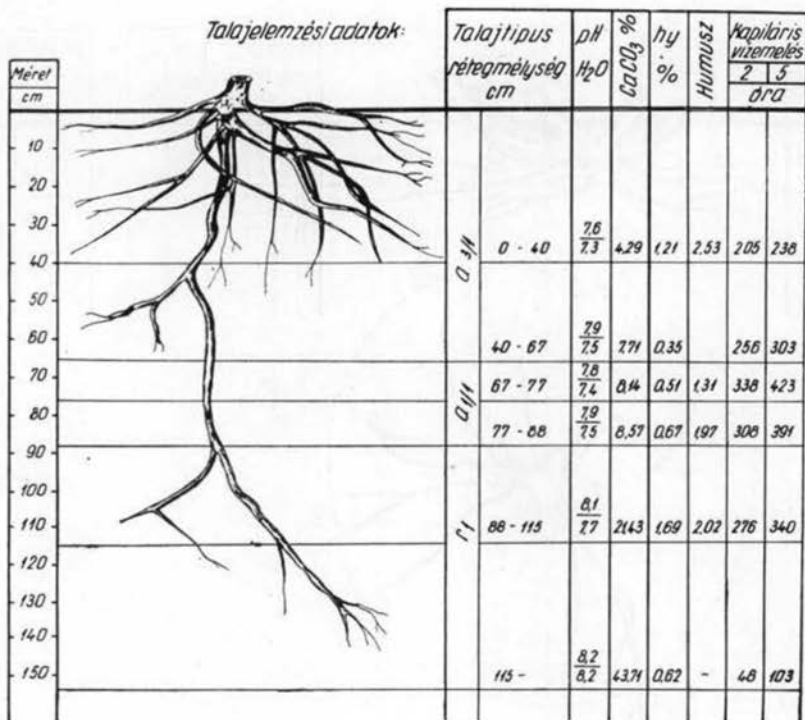 Talajelemzési adatok:
Méret
cm
10
20
30
40
50
60
70
80
90
100
110
120
130
140
150
Talajtipus
rétegmélység
cm
pH
H₂O
CaCO₃ %
hy
%
Humusz
Kapiláris
vizemelés
2 5
óra
0 - 40 7,6 / 7,3 4,29 1,21 2,53 205 238
40 - 67 7,9 / 7,5 7,71 0,35 256 303
67 - 77 7,8 / 7,4 8,14 0,51 1,31 338 423
77 - 88 7,9 / 7,5 8,57 0,67 1,97 308 391
88 - 115 8,1 / 7,7 21,43 1,69 2,02 276 340
115 - 8,2 / 8,2 43,71 0,62 - 48 103